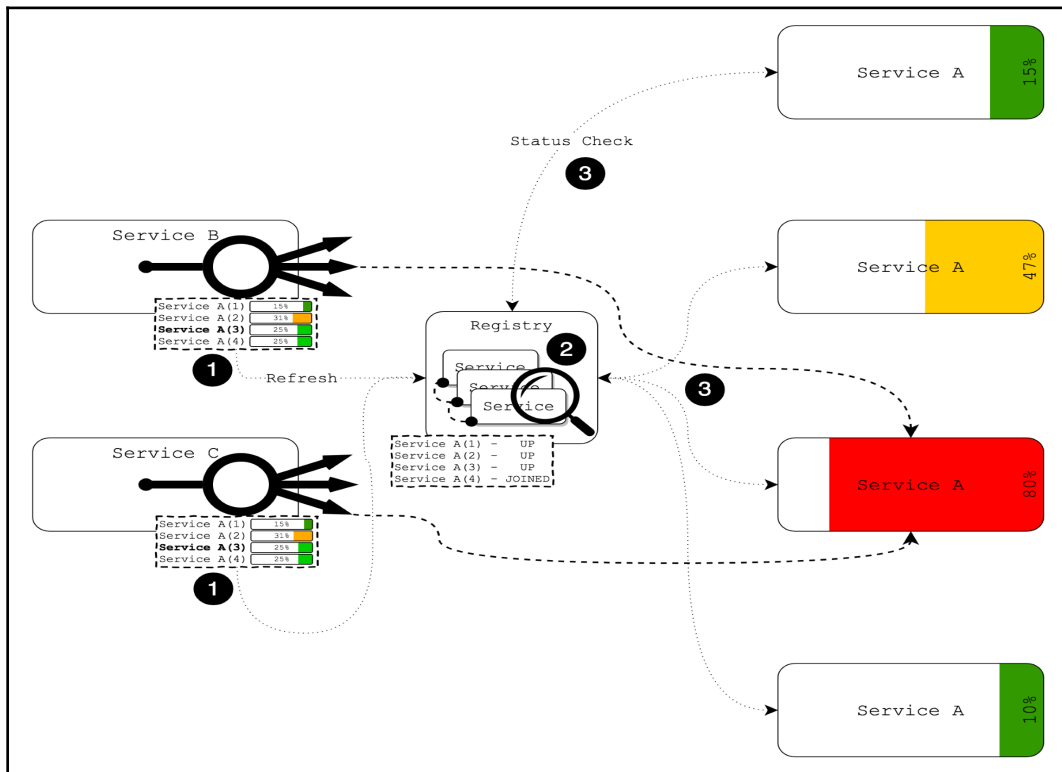 Service A 15%
Status Check
3
Service B
Service A 47%
Service A(1) 15%
Service A(2) 31%
Service A(3) 25%
Service A(4) 25%
1
Refresh
Registry
2
Service
Service
Service
3
Service A(1) - UP
Service A(2) - UP
Service A(3) - UP
Service A(4) - JOINED
Service C
Service A 80%
Service A(1) 15%
Service A(2) 31%
Service A(3) 25%
Service A(4) 25%
1
Service A 10%